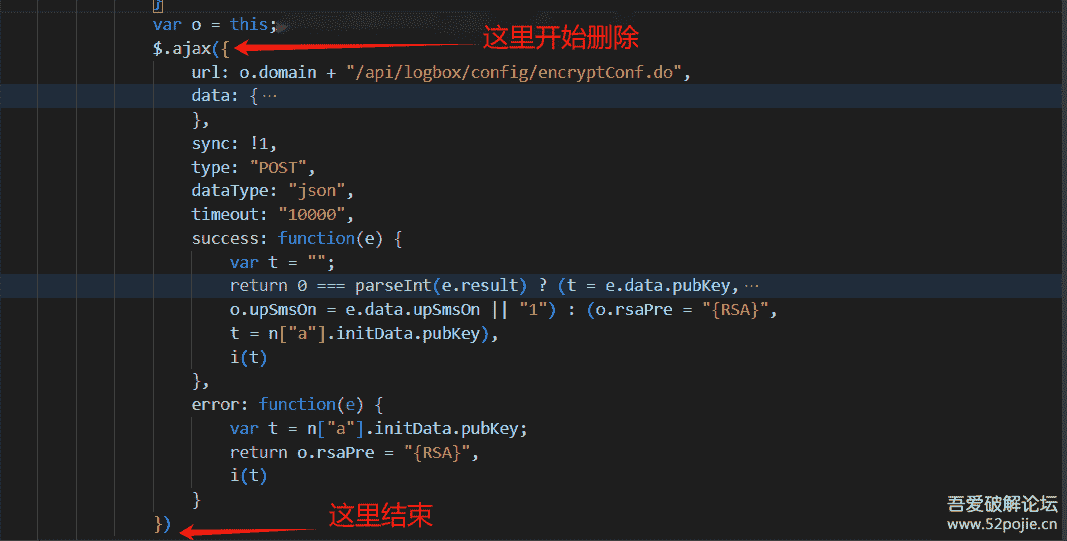 }
var o = this;
$.ajax({
这里开始删除
url: o.domain + "/api/logbox/config/encryptConf.do",
data: {···
},
sync: !1,
type: "POST",
dataType: "json",
timeout: "10000",
success: function(e) {
var t = "";
return 0 === parseInt(e.result) ? (t = e.data.pubKey,···
o.upSmsOn = e.data.upSmsOn || "1") : (o.rsaPre = "{RSA}",
t = n["a"].initData.pubKey),
i(t)
},
error: function(e) {
var t = n["a"].initData.pubKey;
return o.rsaPre = "{RSA}",
i(t)
}
})
这里结束
吾爱破解论坛
www.52pojie.cn